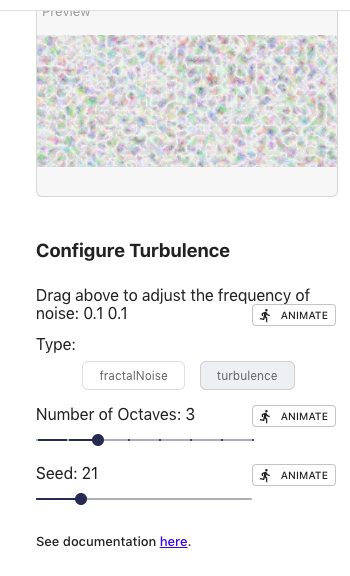 Preview
Configure Turbulence
Drag above to adjust the frequency of
noise: 0.1 0.1
ANIMATE
Type:
fractalNoise
turbulence
Number of Octaves: 3
ANIMATE
Seed: 21
ANIMATE
See documentation here.